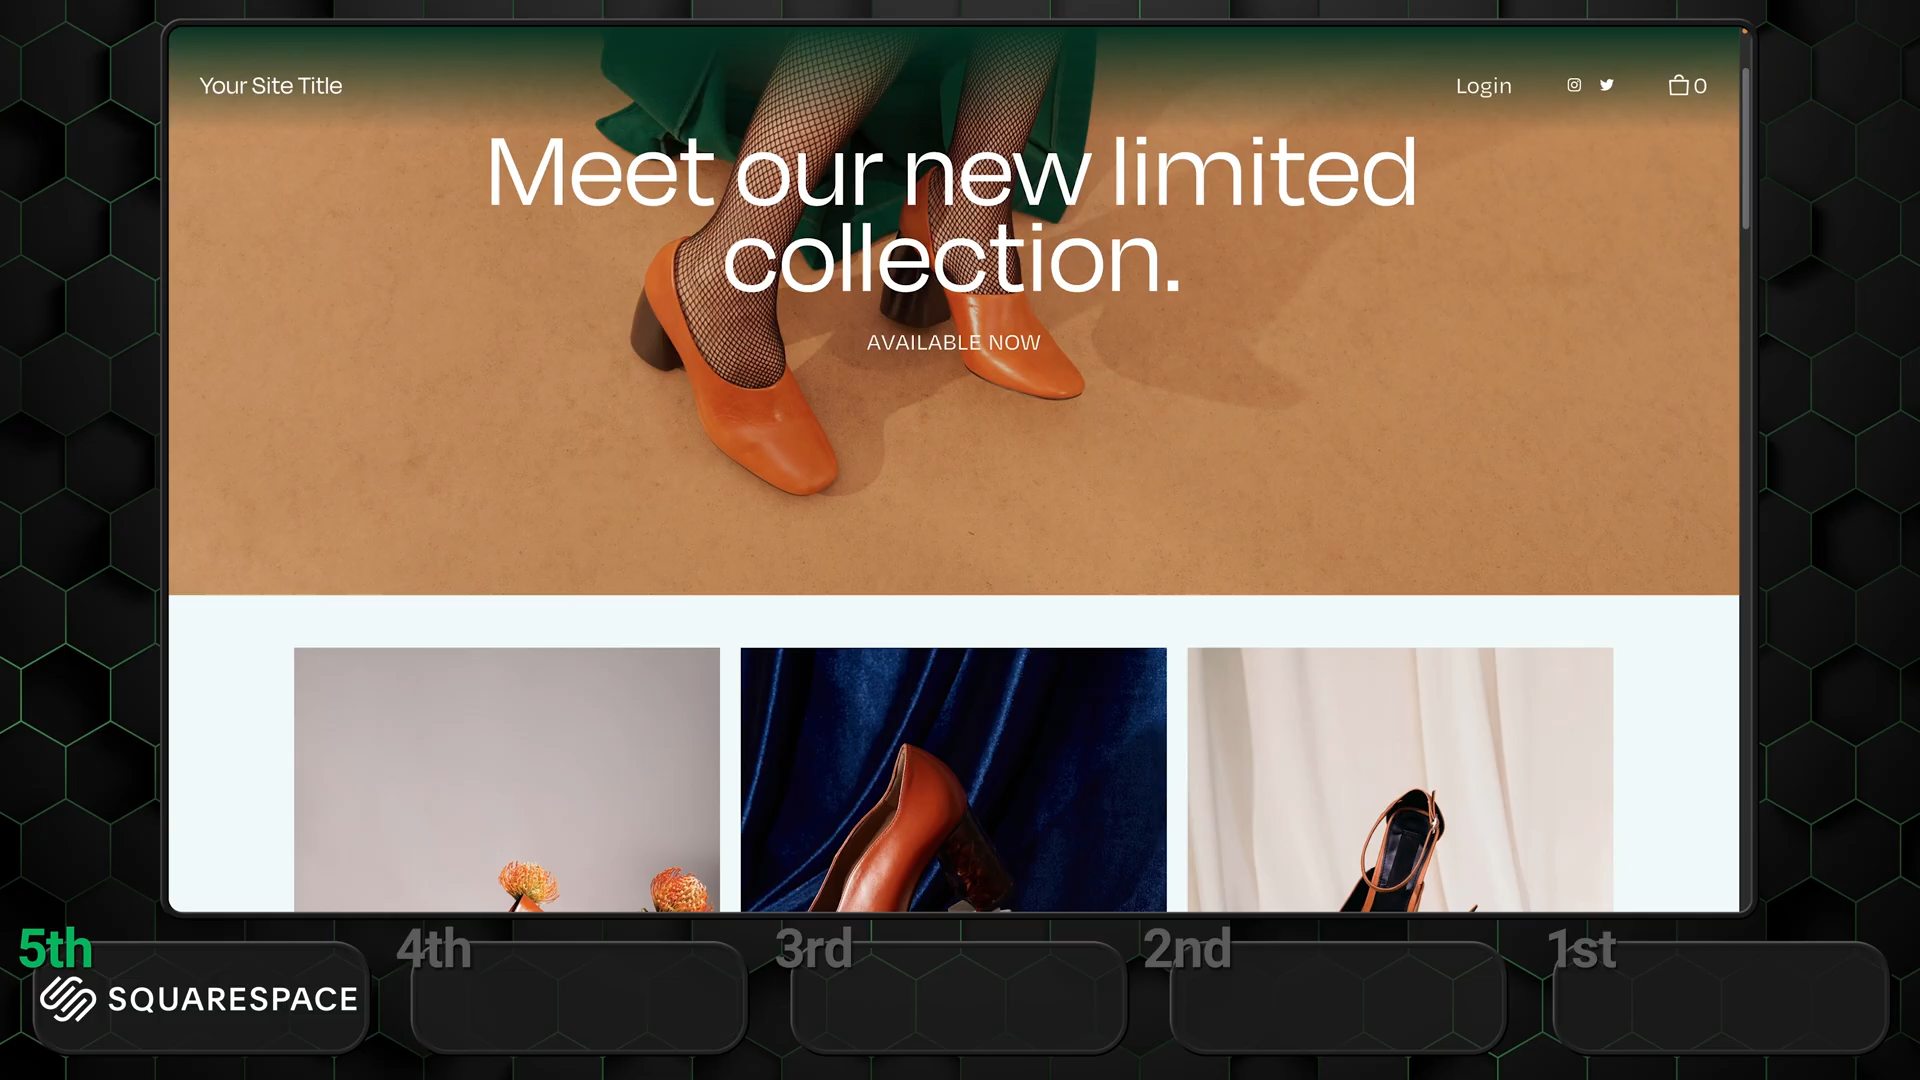 Your Site Title
Login
0
Meet our new limited
collection.
AVAILABLE NOW
5th
4th
3rd
2nd
1st
SQUARESPACE